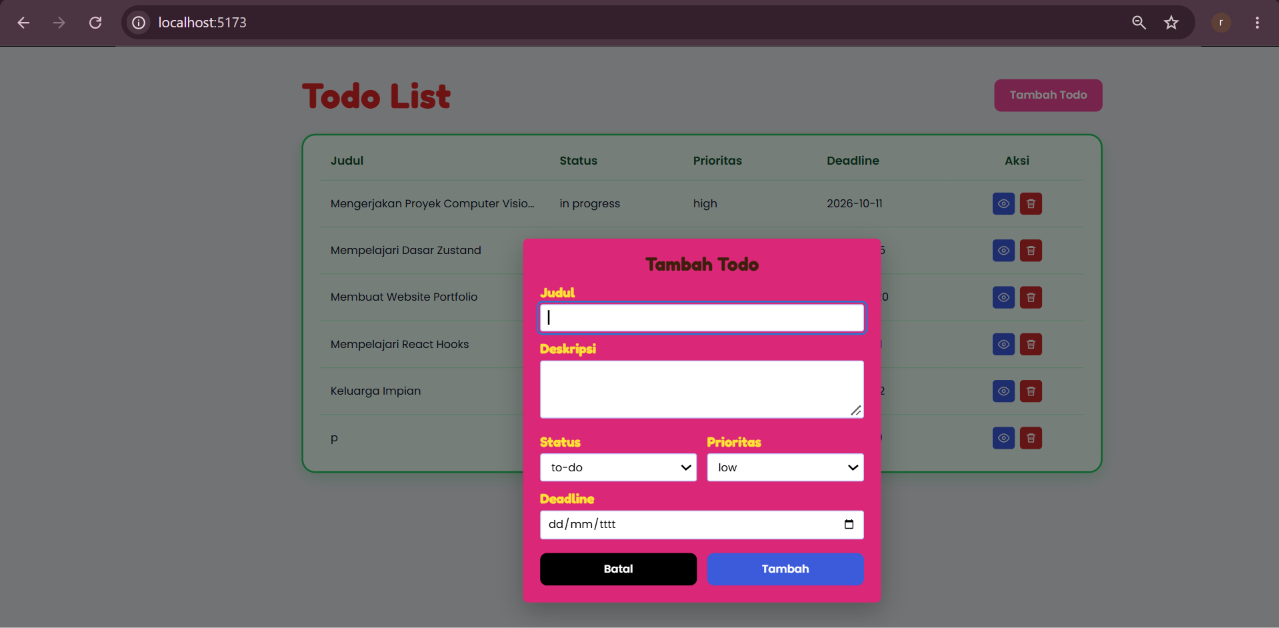 localhost:5173
r
Todo List
Tambah Todo
Judul Status Prioritas Deadline Aksi
Mengerjakan Proyek Computer Visio... in progress high 2026-10-11
Mempelajari Dasar Zustand
Membuat Website Portfolio
Mempelajari React Hooks
Keluarga Impian
p
Tambah Todo
Judul
Deskripsi
Status Prioritas
to-do low
Deadline
dd/mm/tttt
Batal Tambah